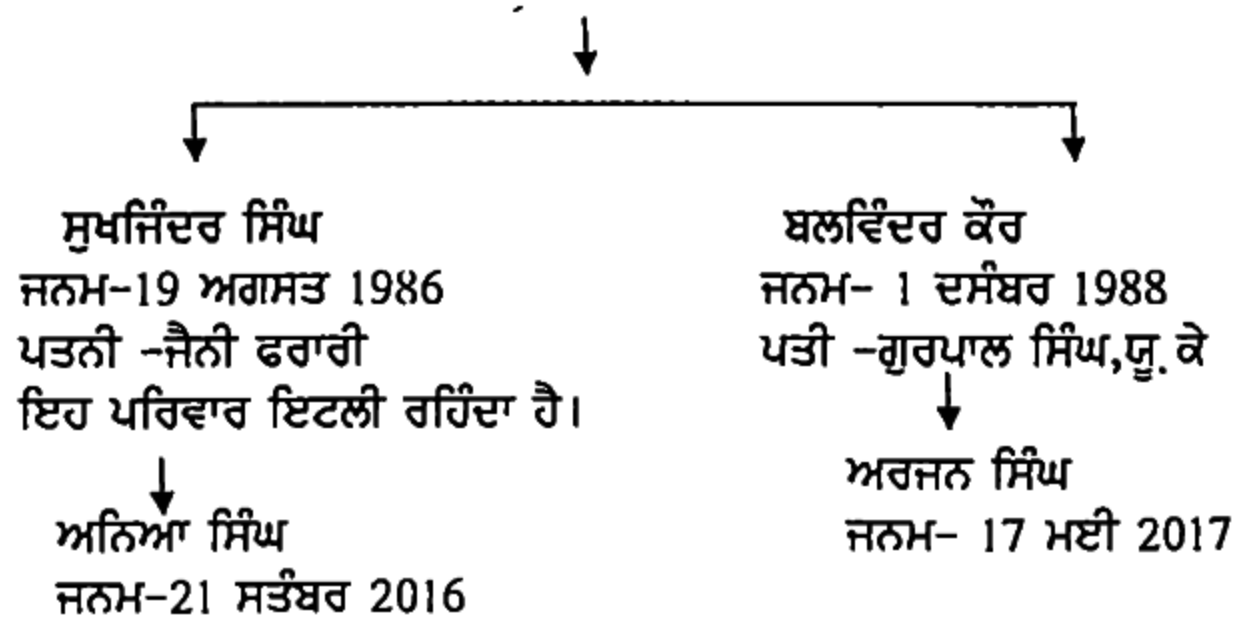 ਸੁਖਜਿੰਦਰ ਸਿੰਘ
ਜਨਮ-19 ਅਗਸਤ 1986
ਪਤਨੀ -ਜੈਨੀ ਫਰਾਰੀ
ਇਹ ਪਰਿਵਾਰ ਇਟਲੀ ਰਹਿੰਦਾ ਹੈ।
ਅਨਿਆ ਸਿੰਘ
ਜਨਮ-21 ਸਤੰਬਰ 2016
ਬਲਵਿੰਦਰ ਕੌਰ
ਜਨਮ- 1 ਦਸੰਬਰ 1988
ਪਤੀ -ਗੁਰਪਾਲ ਸਿੰਘ,ਯੂ. ਕੇ
ਅਰਜਨ ਸਿੰਘ
ਜਨਮ- 17 ਮਈ 2017